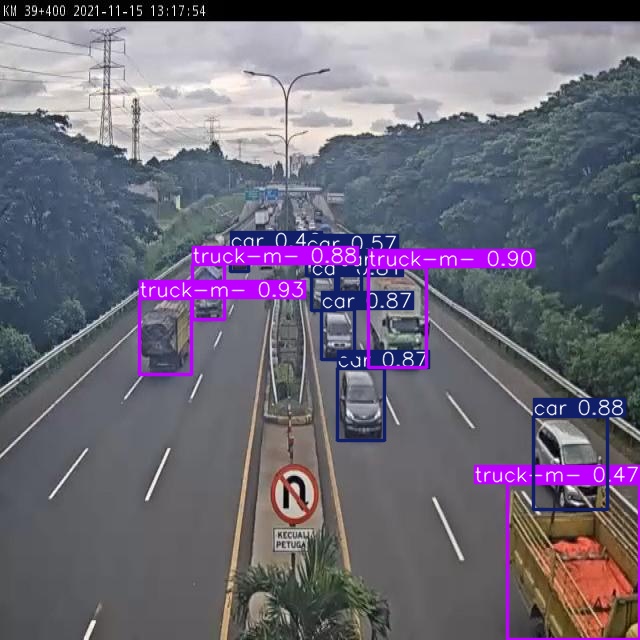 KM 39+400 2021-11-15 13:17:54
car 0.57
truck-m- 0.88
truck-m- 0.90
truck-m- 0.93
car 0.87
car 0.87
car 0.88
truck-m- 0.47
KECUALI
PETUGAS